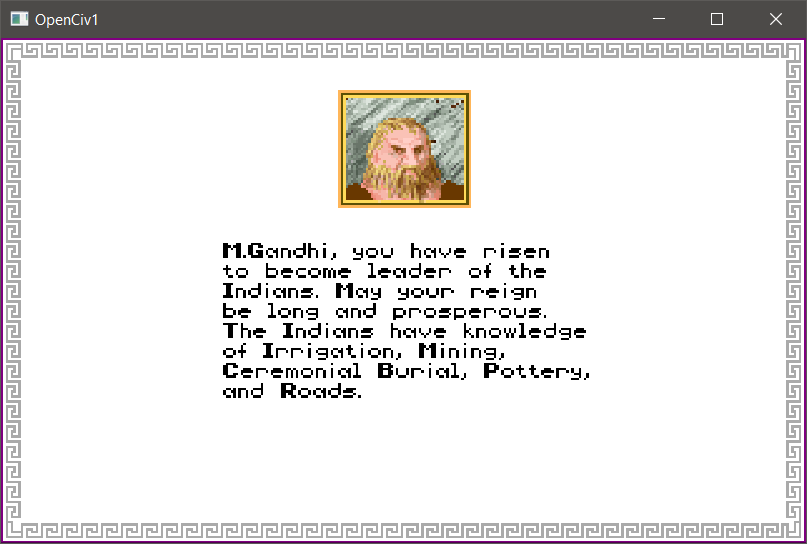 OpenCiv1
M.Gandhi, you have risen
to become leader of the
Indians. May your reign
be long and prosperous.
The Indians have knowledge
of Irrigation, Mining,
Ceremonial Burial, Pottery,
and Roads.